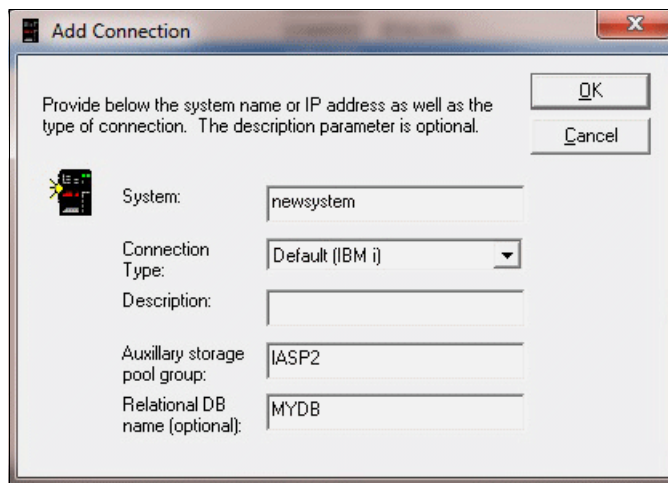 Add Connection
Provide below the system name or IP address as well as the
type of connection. The description parameter is optional.
OK
Cancel
System:
newsystem
Connection
Type:
Default (IBM i)
Description:
Auxillary storage
pool group:
IASP2
Relational DB
name (optional):
MYDB